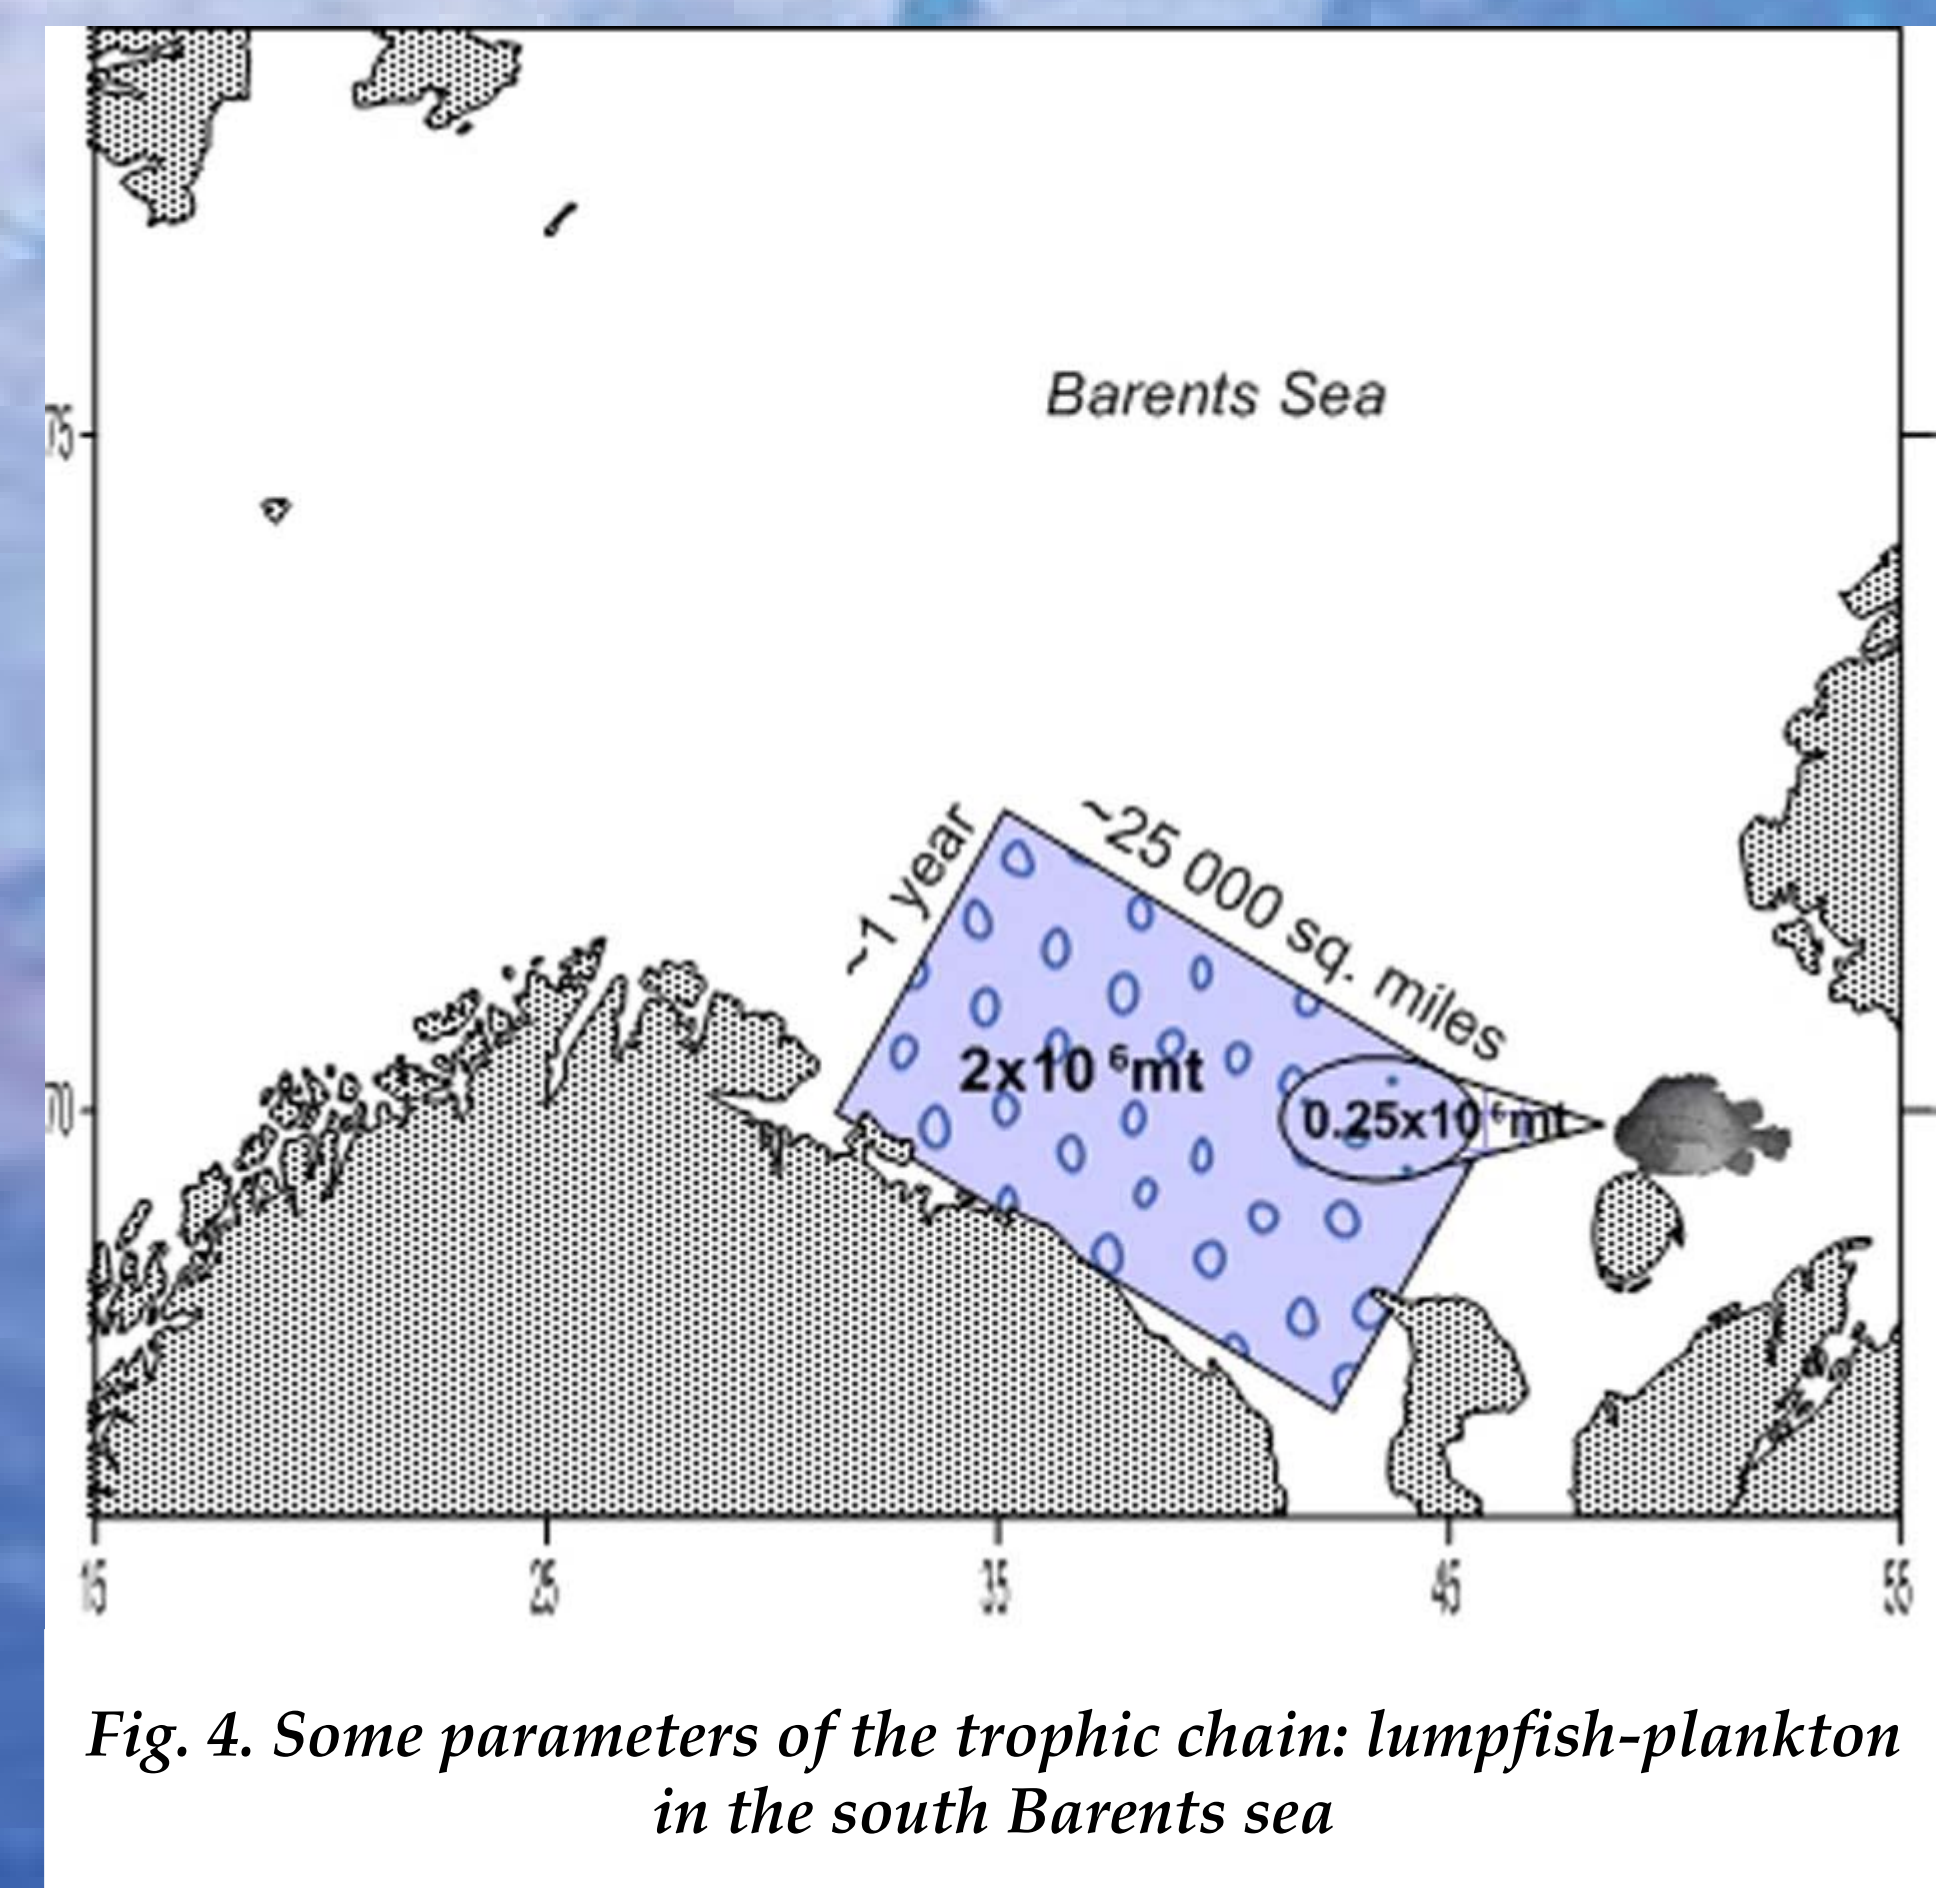 Barents Sea
75
~1 year
~25 000 sq. miles
2x10 ⁶mt
0.25x10 ⁶mt
70
15
25
35
45
55
Fig. 4. Some parameters of the trophic chain: lumpfish-plankton
in the south Barents sea